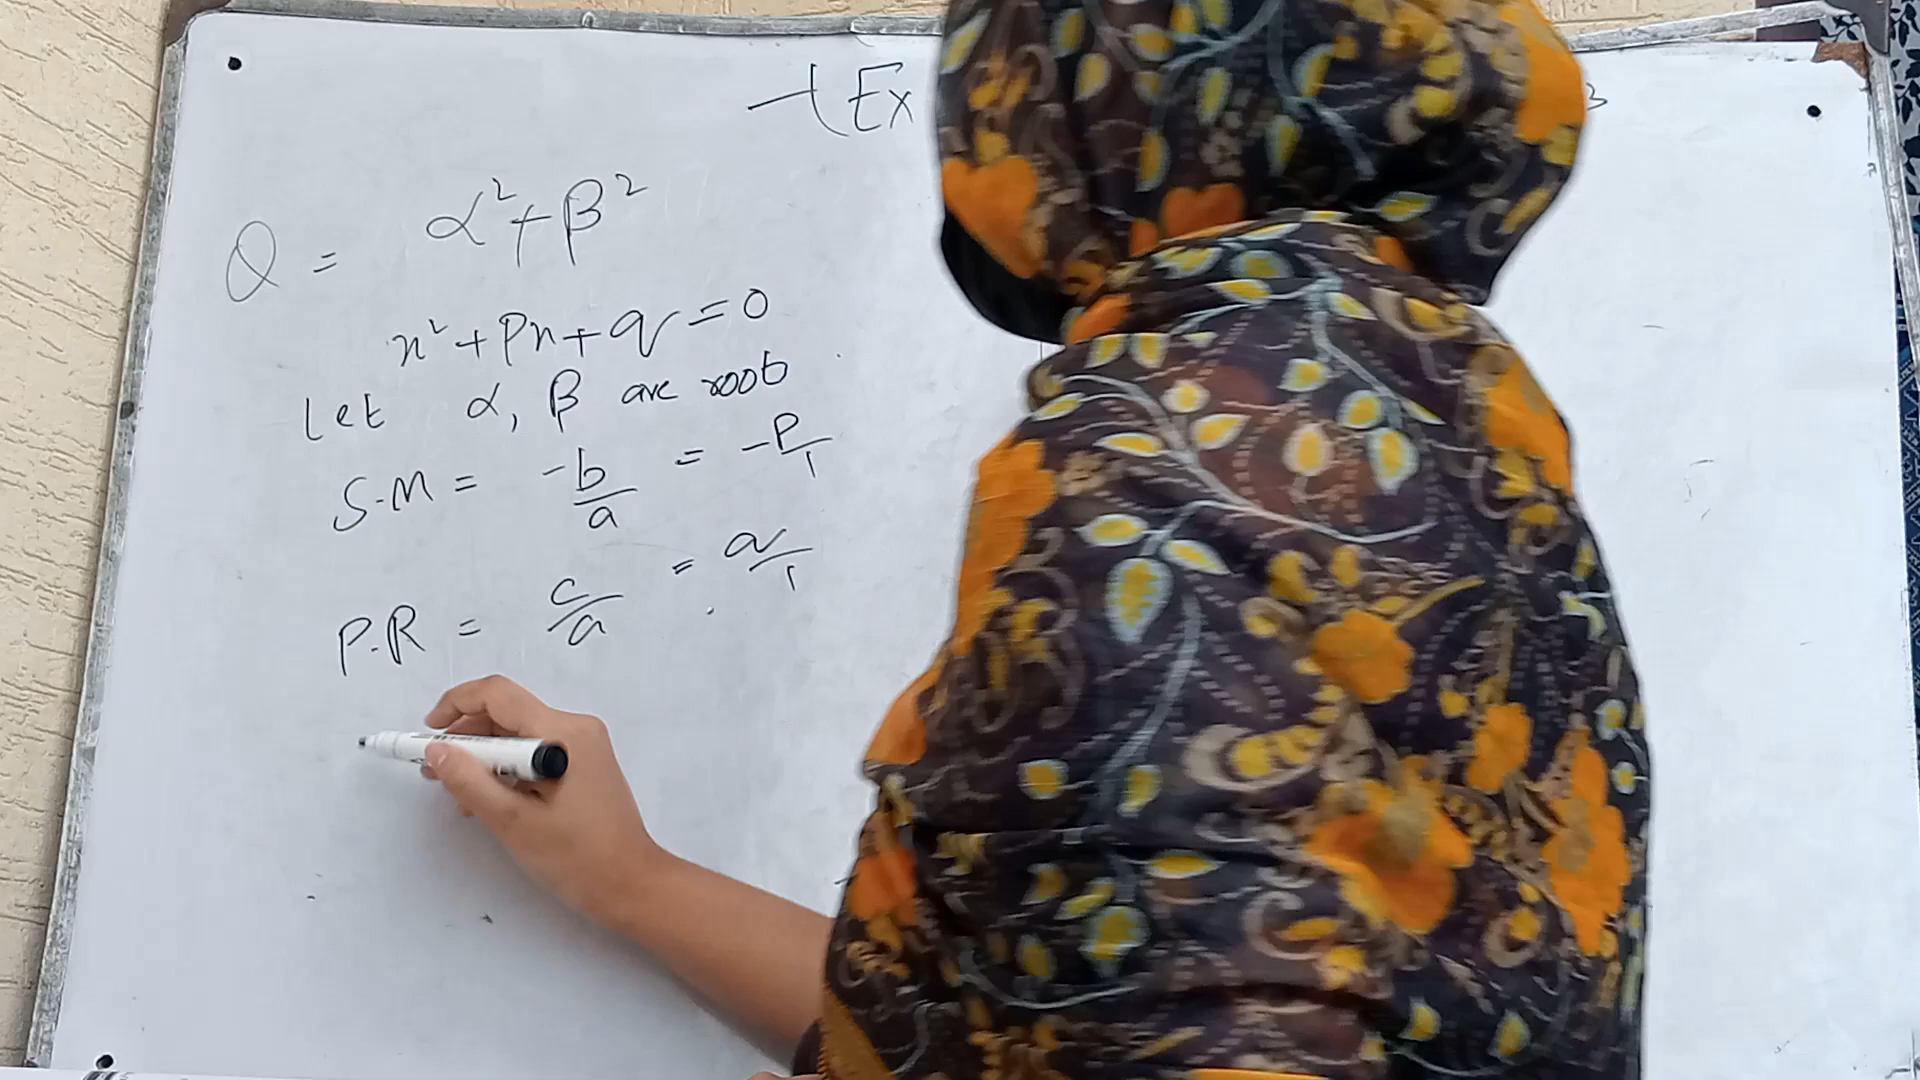 Ex
Q = α² + β²
x² + Px + q = 0
Let α, β are roots
S.M = -b/a = -P/1
P.R = c/a = q/1